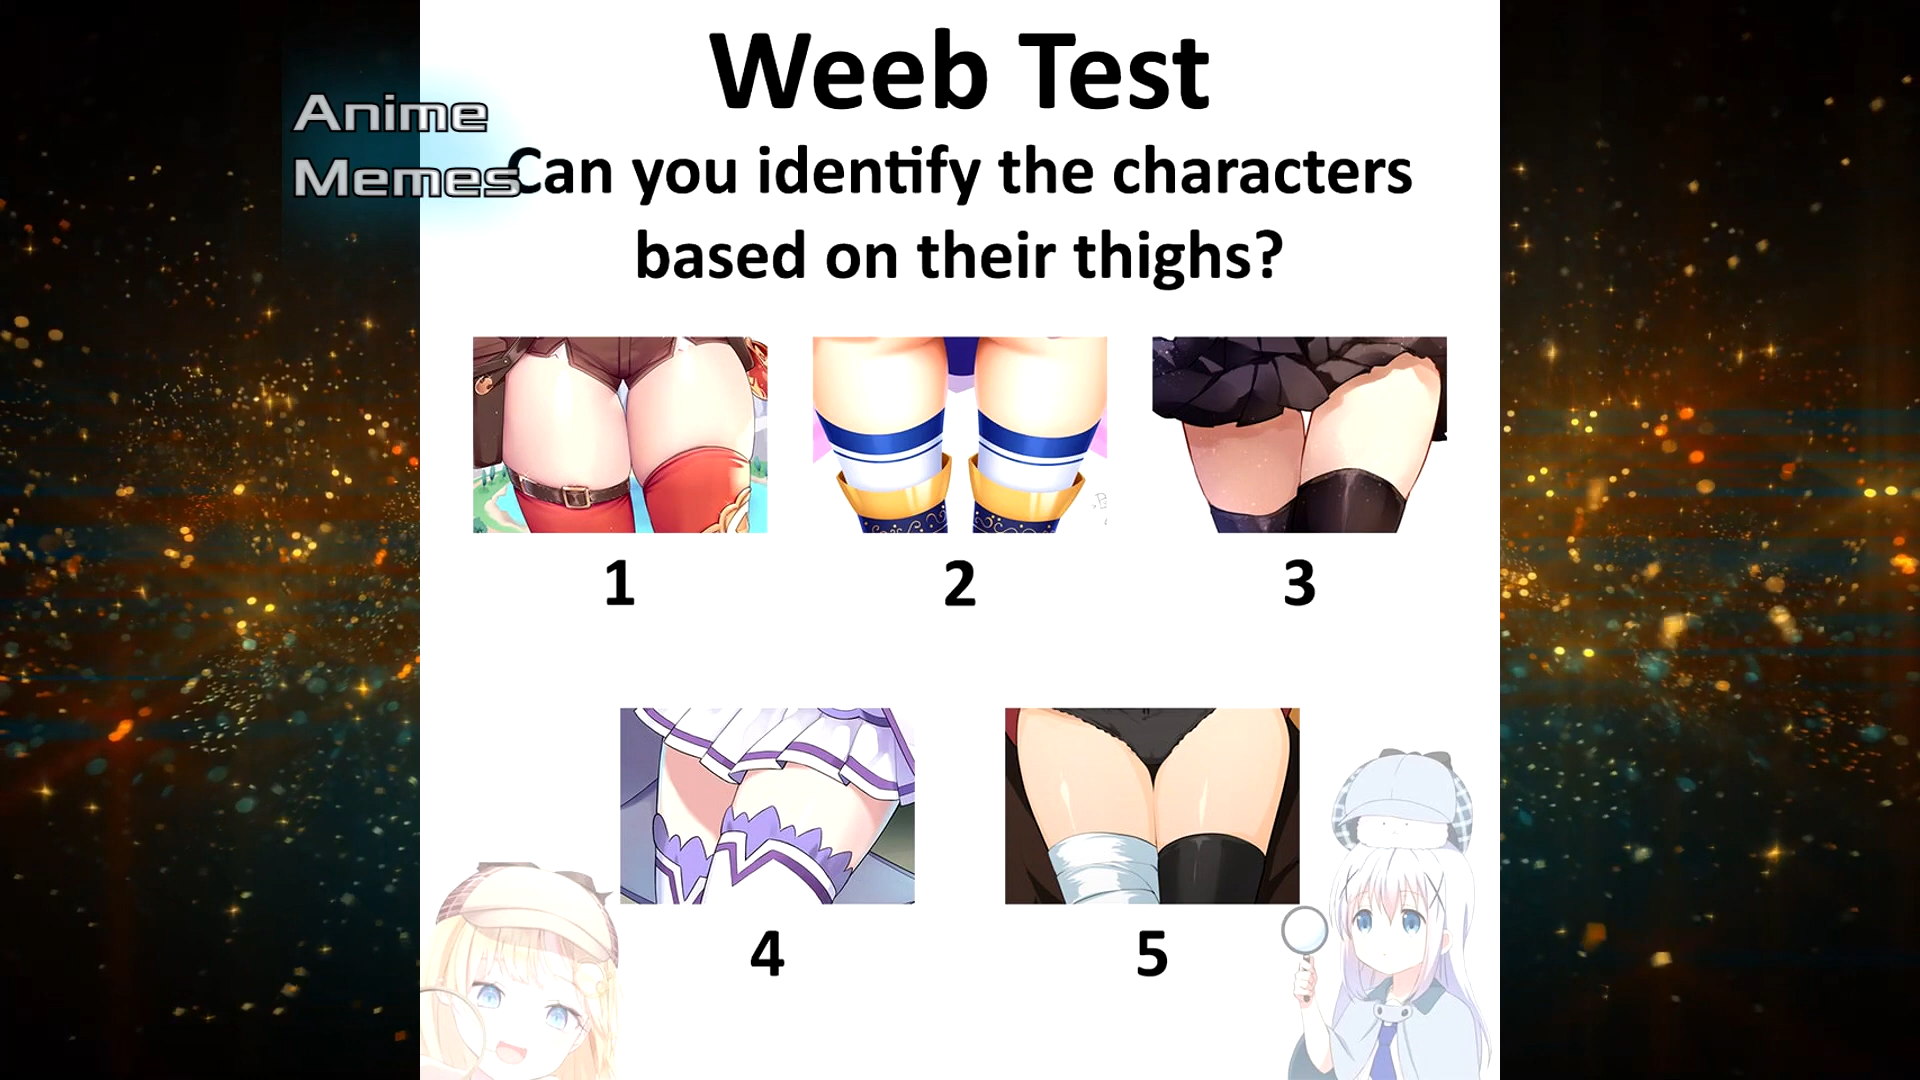 Weeb Test
Anime
Memes
Can you identify the characters
based on their thighs?
1
2
3
4
5